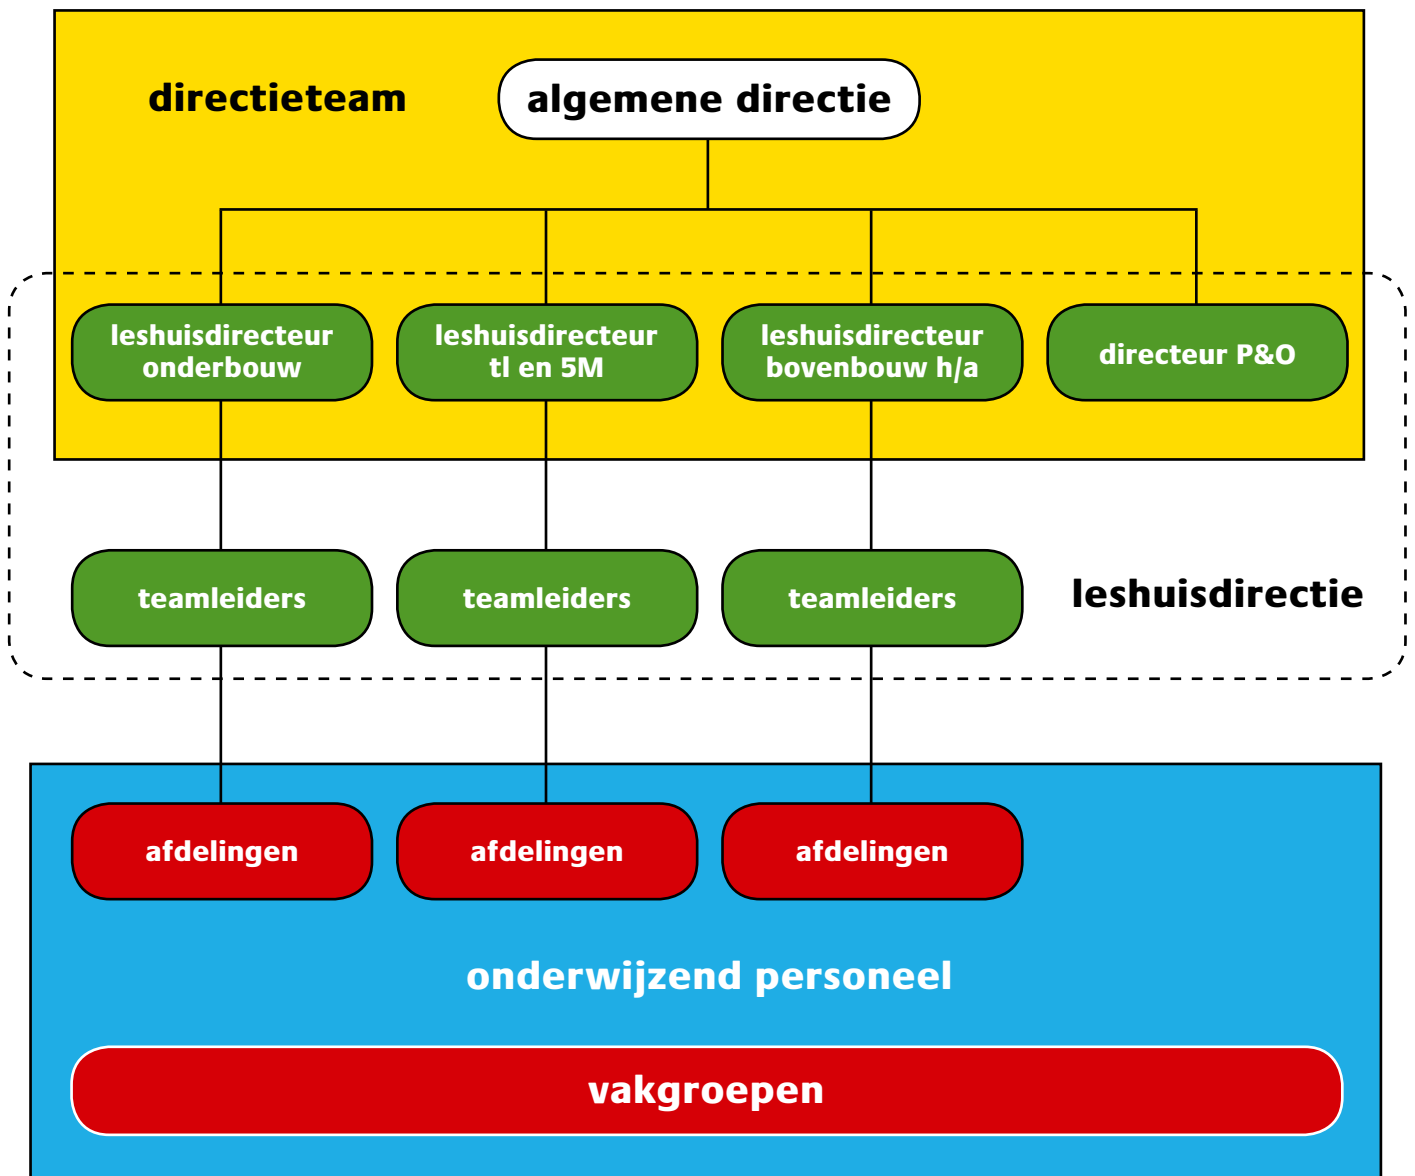 directieteam
algemene directie
leshuisdirecteur
onderbouw
leshuisdirecteur
tl en 5M
leshuisdirecteur
bovenbouw h/a
directeur P&O
teamleiders
teamleiders
teamleiders
leshuisdirectie
afdelingen
afdelingen
afdelingen
onderwijzend personeel
vakgroepen